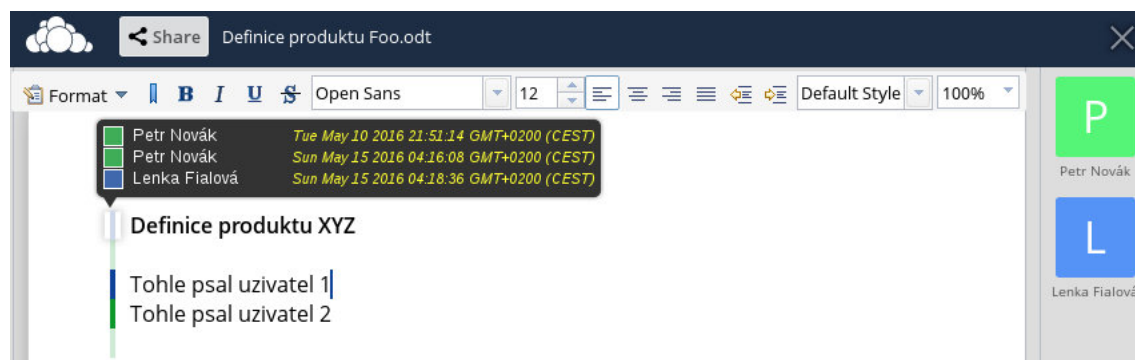 Share Definice produktu Foo.odt
Format B I U S Open Sans 12 Default Style 100%
Petr Novák Tue May 10 2016 21:51:14 GMT+0200 (CEST)
Petr Novák Sun May 15 2016 04:16:08 GMT+0200 (CEST)
Lenka Fialová Sun May 15 2016 04:18:36 GMT+0200 (CEST)
Definice produktu XYZ
Tohle psal uzivatel 1
Tohle psal uzivatel 2
P
Petr Novák
L
Lenka Fialová